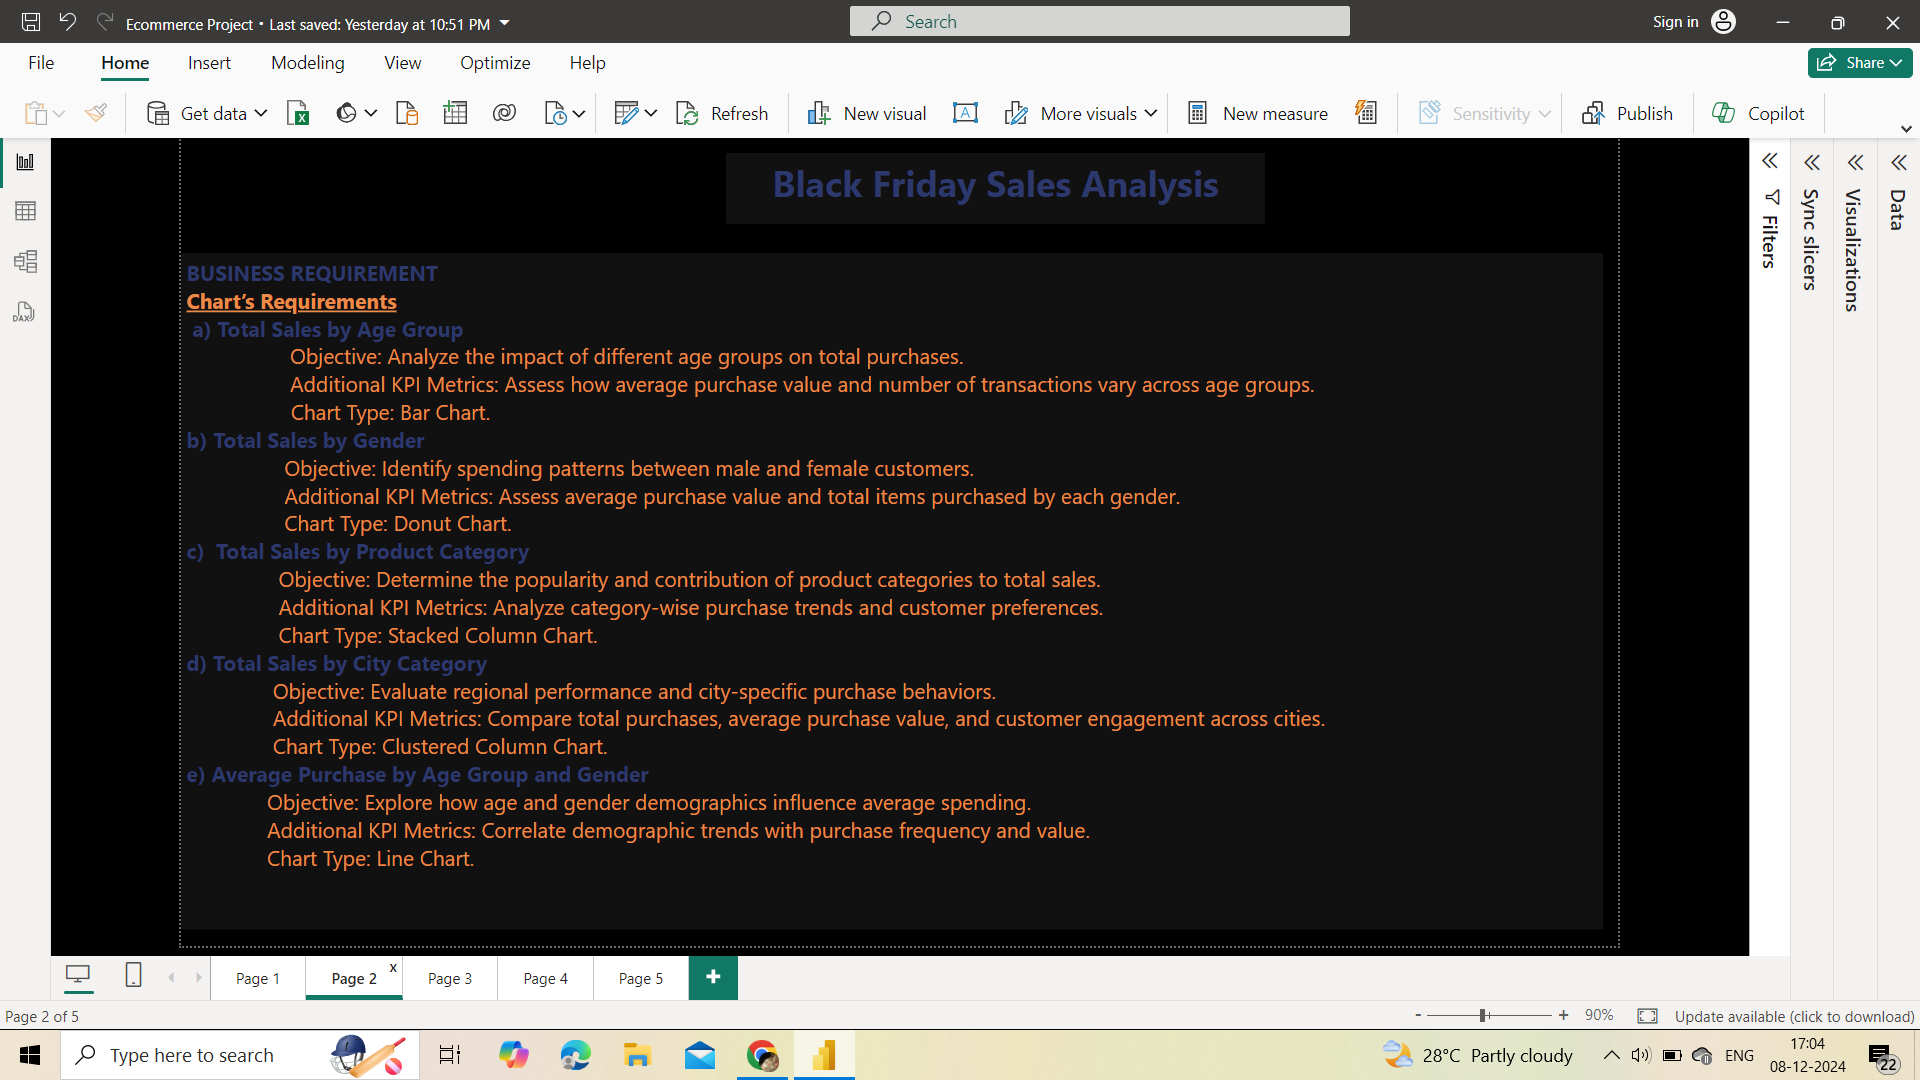 Ecommerce Project • Last saved: Yesterday at 10:51 PM
Search
Sign in
File Home Insert Modeling View Optimize Help
Share
Get data
Refresh
New visual
A
More visuals
New measure
Sensitivity
Publish
Copilot
DAX
Filters
Sync slicers
Visualizations
Data
Black Friday Sales Analysis
BUSINESS REQUIREMENT
Chart’s Requirements
a) Total Sales by Age Group
Objective: Analyze the impact of different age groups on total purchases.
Additional KPI Metrics: Assess how average purchase value and number of transactions vary across age groups.
Chart Type: Bar Chart.
b) Total Sales by Gender
Objective: Identify spending patterns between male and female customers.
Additional KPI Metrics: Assess average purchase value and total items purchased by each gender.
Chart Type: Donut Chart.
c) Total Sales by Product Category
Objective: Determine the popularity and contribution of product categories to total sales.
Additional KPI Metrics: Analyze category-wise purchase trends and customer preferences.
Chart Type: Stacked Column Chart.
d) Total Sales by City Category
Objective: Evaluate regional performance and city-specific purchase behaviors.
Additional KPI Metrics: Compare total purchases, average purchase value, and customer engagement across cities.
Chart Type: Clustered Column Chart.
e) Average Purchase by Age Group and Gender
Objective: Explore how age and gender demographics influence average spending.
Additional KPI Metrics: Correlate demographic trends with purchase frequency and value.
Chart Type: Line Chart.
Page 1
Page 2 x
Page 3
Page 4
Page 5
+
Page 2 of 5
- + 90%
Update available (click to download)
Type here to search
28°C Partly cloudy
ENG
17:04
08-12-2024
22